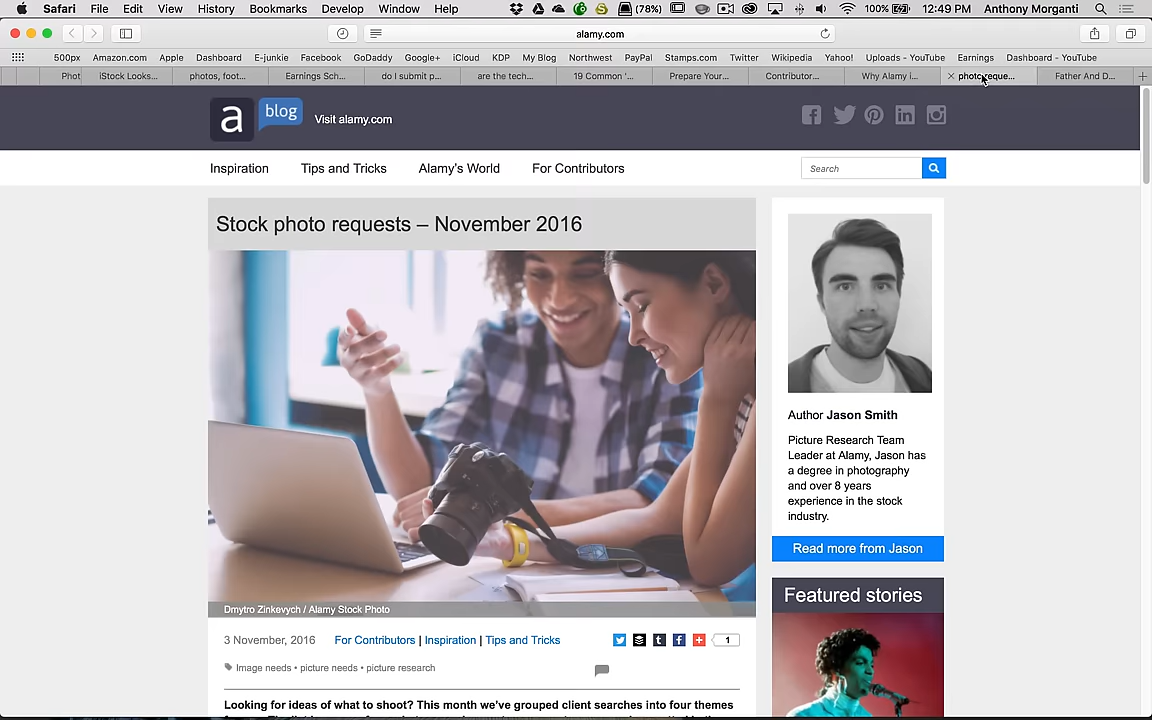 Safari File Edit View History Bookmarks Develop Window Help (78%) 100% 12:49 PM Anthony Morganti
alamy.com
500px Amazon.com Apple Dashboard E-junkie Facebook GoDaddy Google+ iCloud KDP My Blog Northwest PayPal Stamps.com Twitter Wikipedia Yahoo! Uploads - YouTube Earnings Dashboard - YouTube
Phot iStock Looks... photos, foot... Earnings Sch... do I submit p... are the tech... 19 Common '... Prepare Your... Contributor... Why Alamy i... photo reque... Father And D...
a blog Visit alamy.com
Inspiration Tips and Tricks Alamy's World For Contributors Search
Stock photo requests – November 2016
Dmytro Zinkevych / Alamy Stock Photo
3 November, 2016 For Contributors | Inspiration | Tips and Tricks 1
Image needs • picture needs • picture research
Looking for ideas of what to shoot? This month we've grouped client searches into four themes
Author Jason Smith
Picture Research Team
Leader at Alamy, Jason has
a degree in photography
and over 8 years
experience in the stock
industry.
Read more from Jason
Featured stories